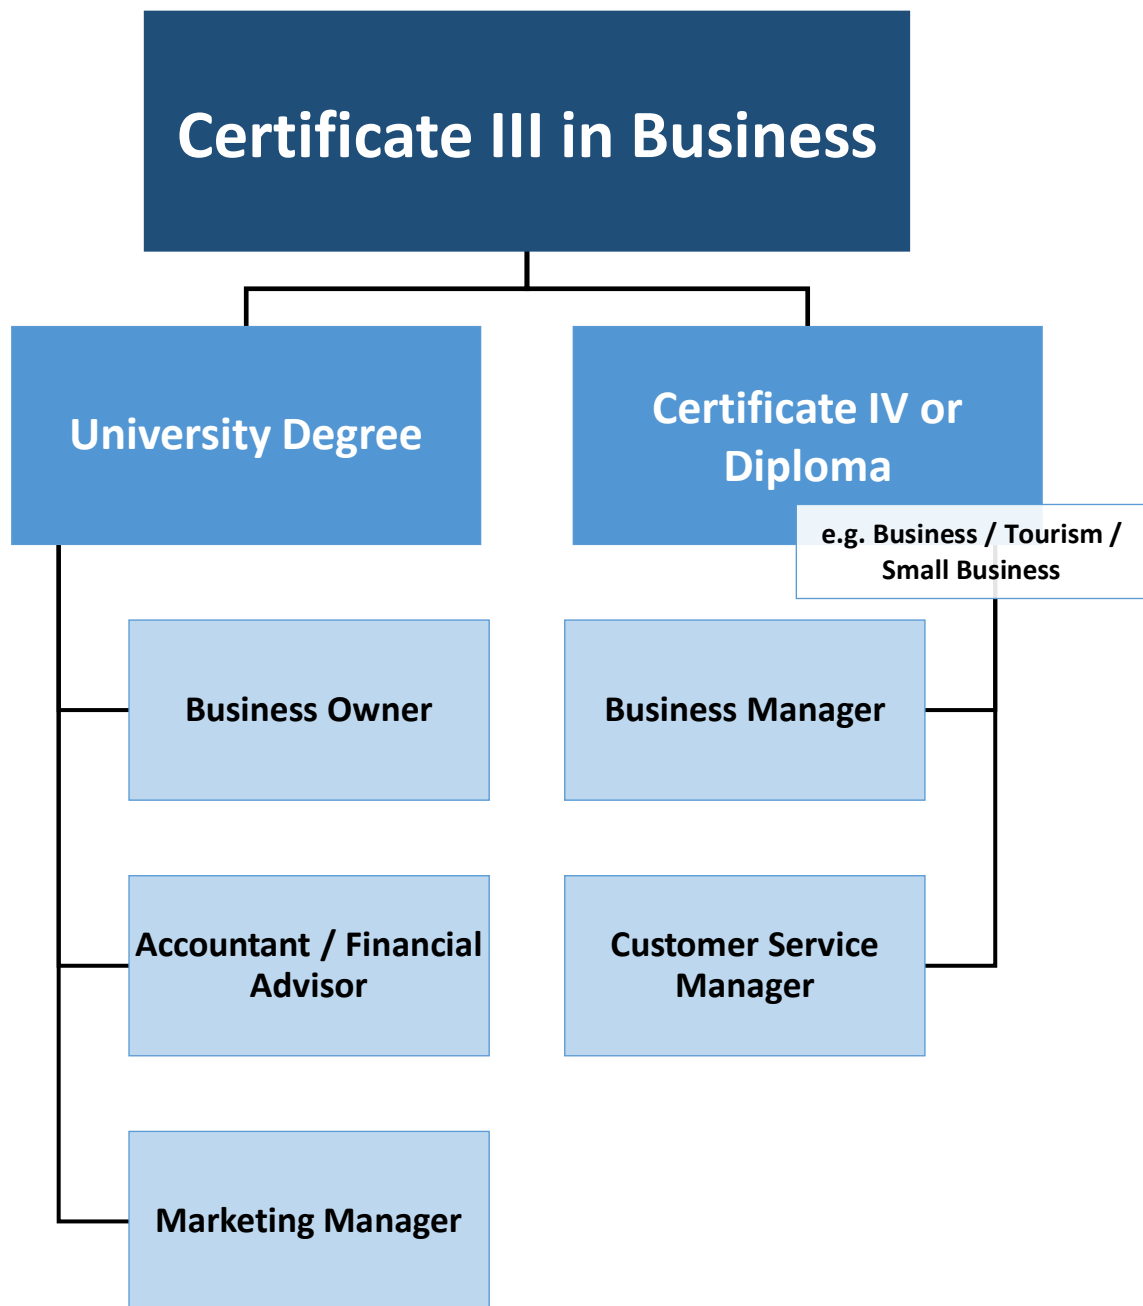 Certificate III in Business
University Degree
Certificate IV or
Diploma
e.g. Business / Tourism /
Small Business
Business Owner
Business Manager
Accountant / Financial
Advisor
Customer Service
Manager
Marketing Manager